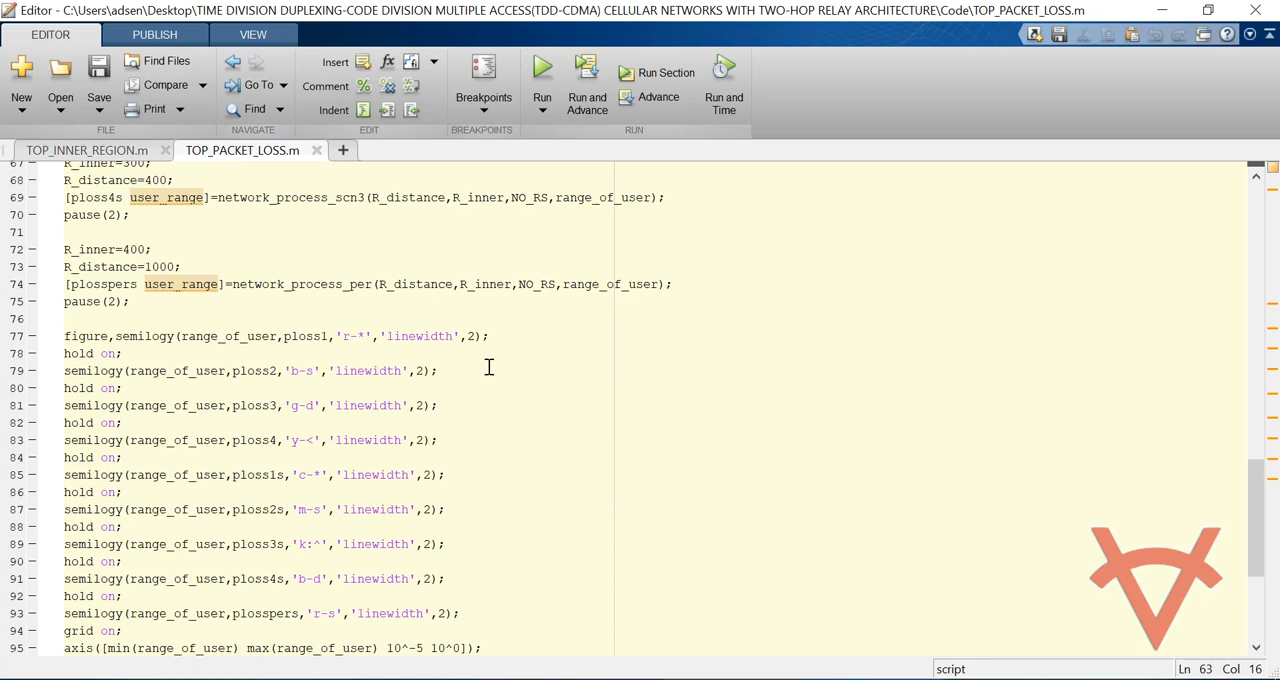 Editor - C:\Users\adsen\Desktop\TIME DIVISION DUPLEXING-CODE DIVISION MULTIPLE ACCESS(TDD-CDMA) CELLULAR NETWORKS WITH TWO-HOP RELAY ARCHITECTURE\Code\TOP_PACKET_LOSS.m
EDITOR PUBLISH VIEW
New Open Save Find Files Compare Print Go To Find Insert fx Comment % Indent Breakpoints Run Run and Advance Run Section Advance Run and Time
FILE NAVIGATE EDIT BREAKPOINTS RUN
TOP_INNER_REGION.m TOP_PACKET_LOSS.m
67 R_inner=300;
68 R_distance=400;
69 [ploss4s user_range]=network_process_scn3(R_distance,R_inner,NO_RS,range_of_user);
70 pause(2);
71
72 R_inner=400;
73 R_distance=1000;
74 [plosspers user_range]=network_process_per(R_distance,R_inner,NO_RS,range_of_user);
75 pause(2);
76
77 figure,semilogy(range_of_user,ploss1,'r-*','linewidth',2);
78 hold on;
79 semilogy(range_of_user,ploss2,'b-s','linewidth',2);
80 hold on;
81 semilogy(range_of_user,ploss3,'g-d','linewidth',2);
82 hold on;
83 semilogy(range_of_user,ploss4,'y-<','linewidth',2);
84 hold on;
85 semilogy(range_of_user,ploss1s,'c-*','linewidth',2);
86 hold on;
87 semilogy(range_of_user,ploss2s,'m-s','linewidth',2);
88 hold on;
89 semilogy(range_of_user,ploss3s,'k:^','linewidth',2);
90 hold on;
91 semilogy(range_of_user,ploss4s,'b-d','linewidth',2);
92 hold on;
93 semilogy(range_of_user,plosspers,'r-s','linewidth',2);
94 grid on;
95 axis([min(range_of_user) max(range_of_user) 10^-5 10^0]);
script Ln 63 Col 16